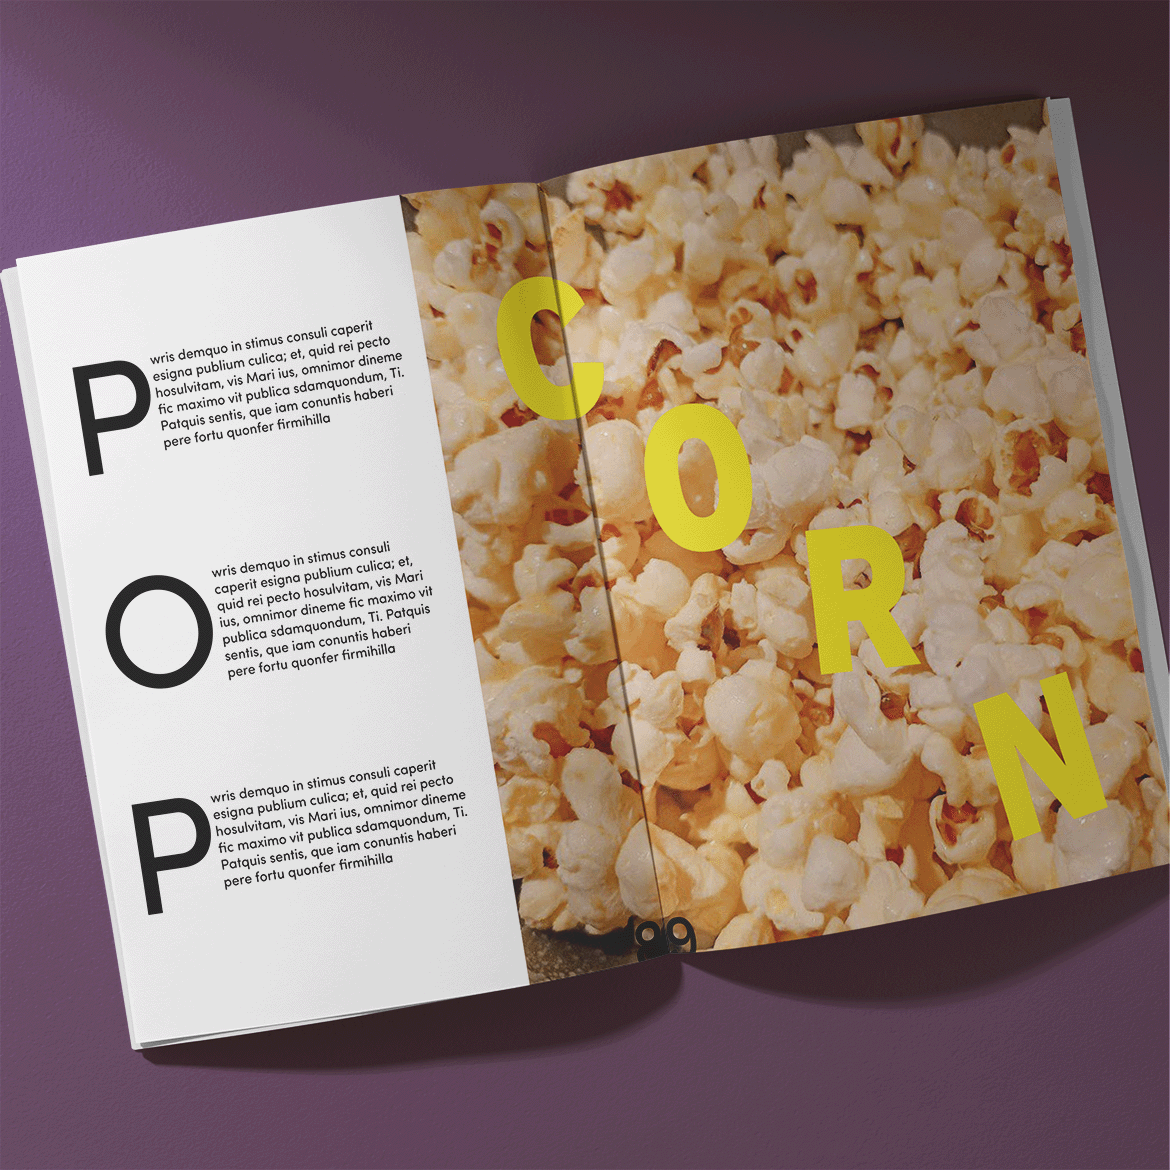 P
wris demquo in stimus consuli caperit
esigna publium culica; et, quid rei pecto
hosulvitam, vis Mari ius, omnimor dineme
fic maximo vit publica sdamquondum, Ti.
Patquis sentis, que iam conuntis haberi
pere fortu quonfer firmihilla
O
wris demquo in stimus consuli
caperit esigna publium culica; et,
quid rei pecto hosulvitam, vis Mari
ius, omnimor dineme fic maximo vit
publica sdamquondum, Ti. Patquis
sentis, que iam conuntis haberi
pere fortu quonfer firmihilla
P
wris demquo in stimus consuli caperit
esigna publium culica; et, quid rei pecto
hosulvitam, vis Mari ius, omnimor dineme
fic maximo vit publica sdamquondum, Ti.
Patquis sentis, que iam conuntis haberi
pere fortu quonfer firmihilla
C
O
R
N